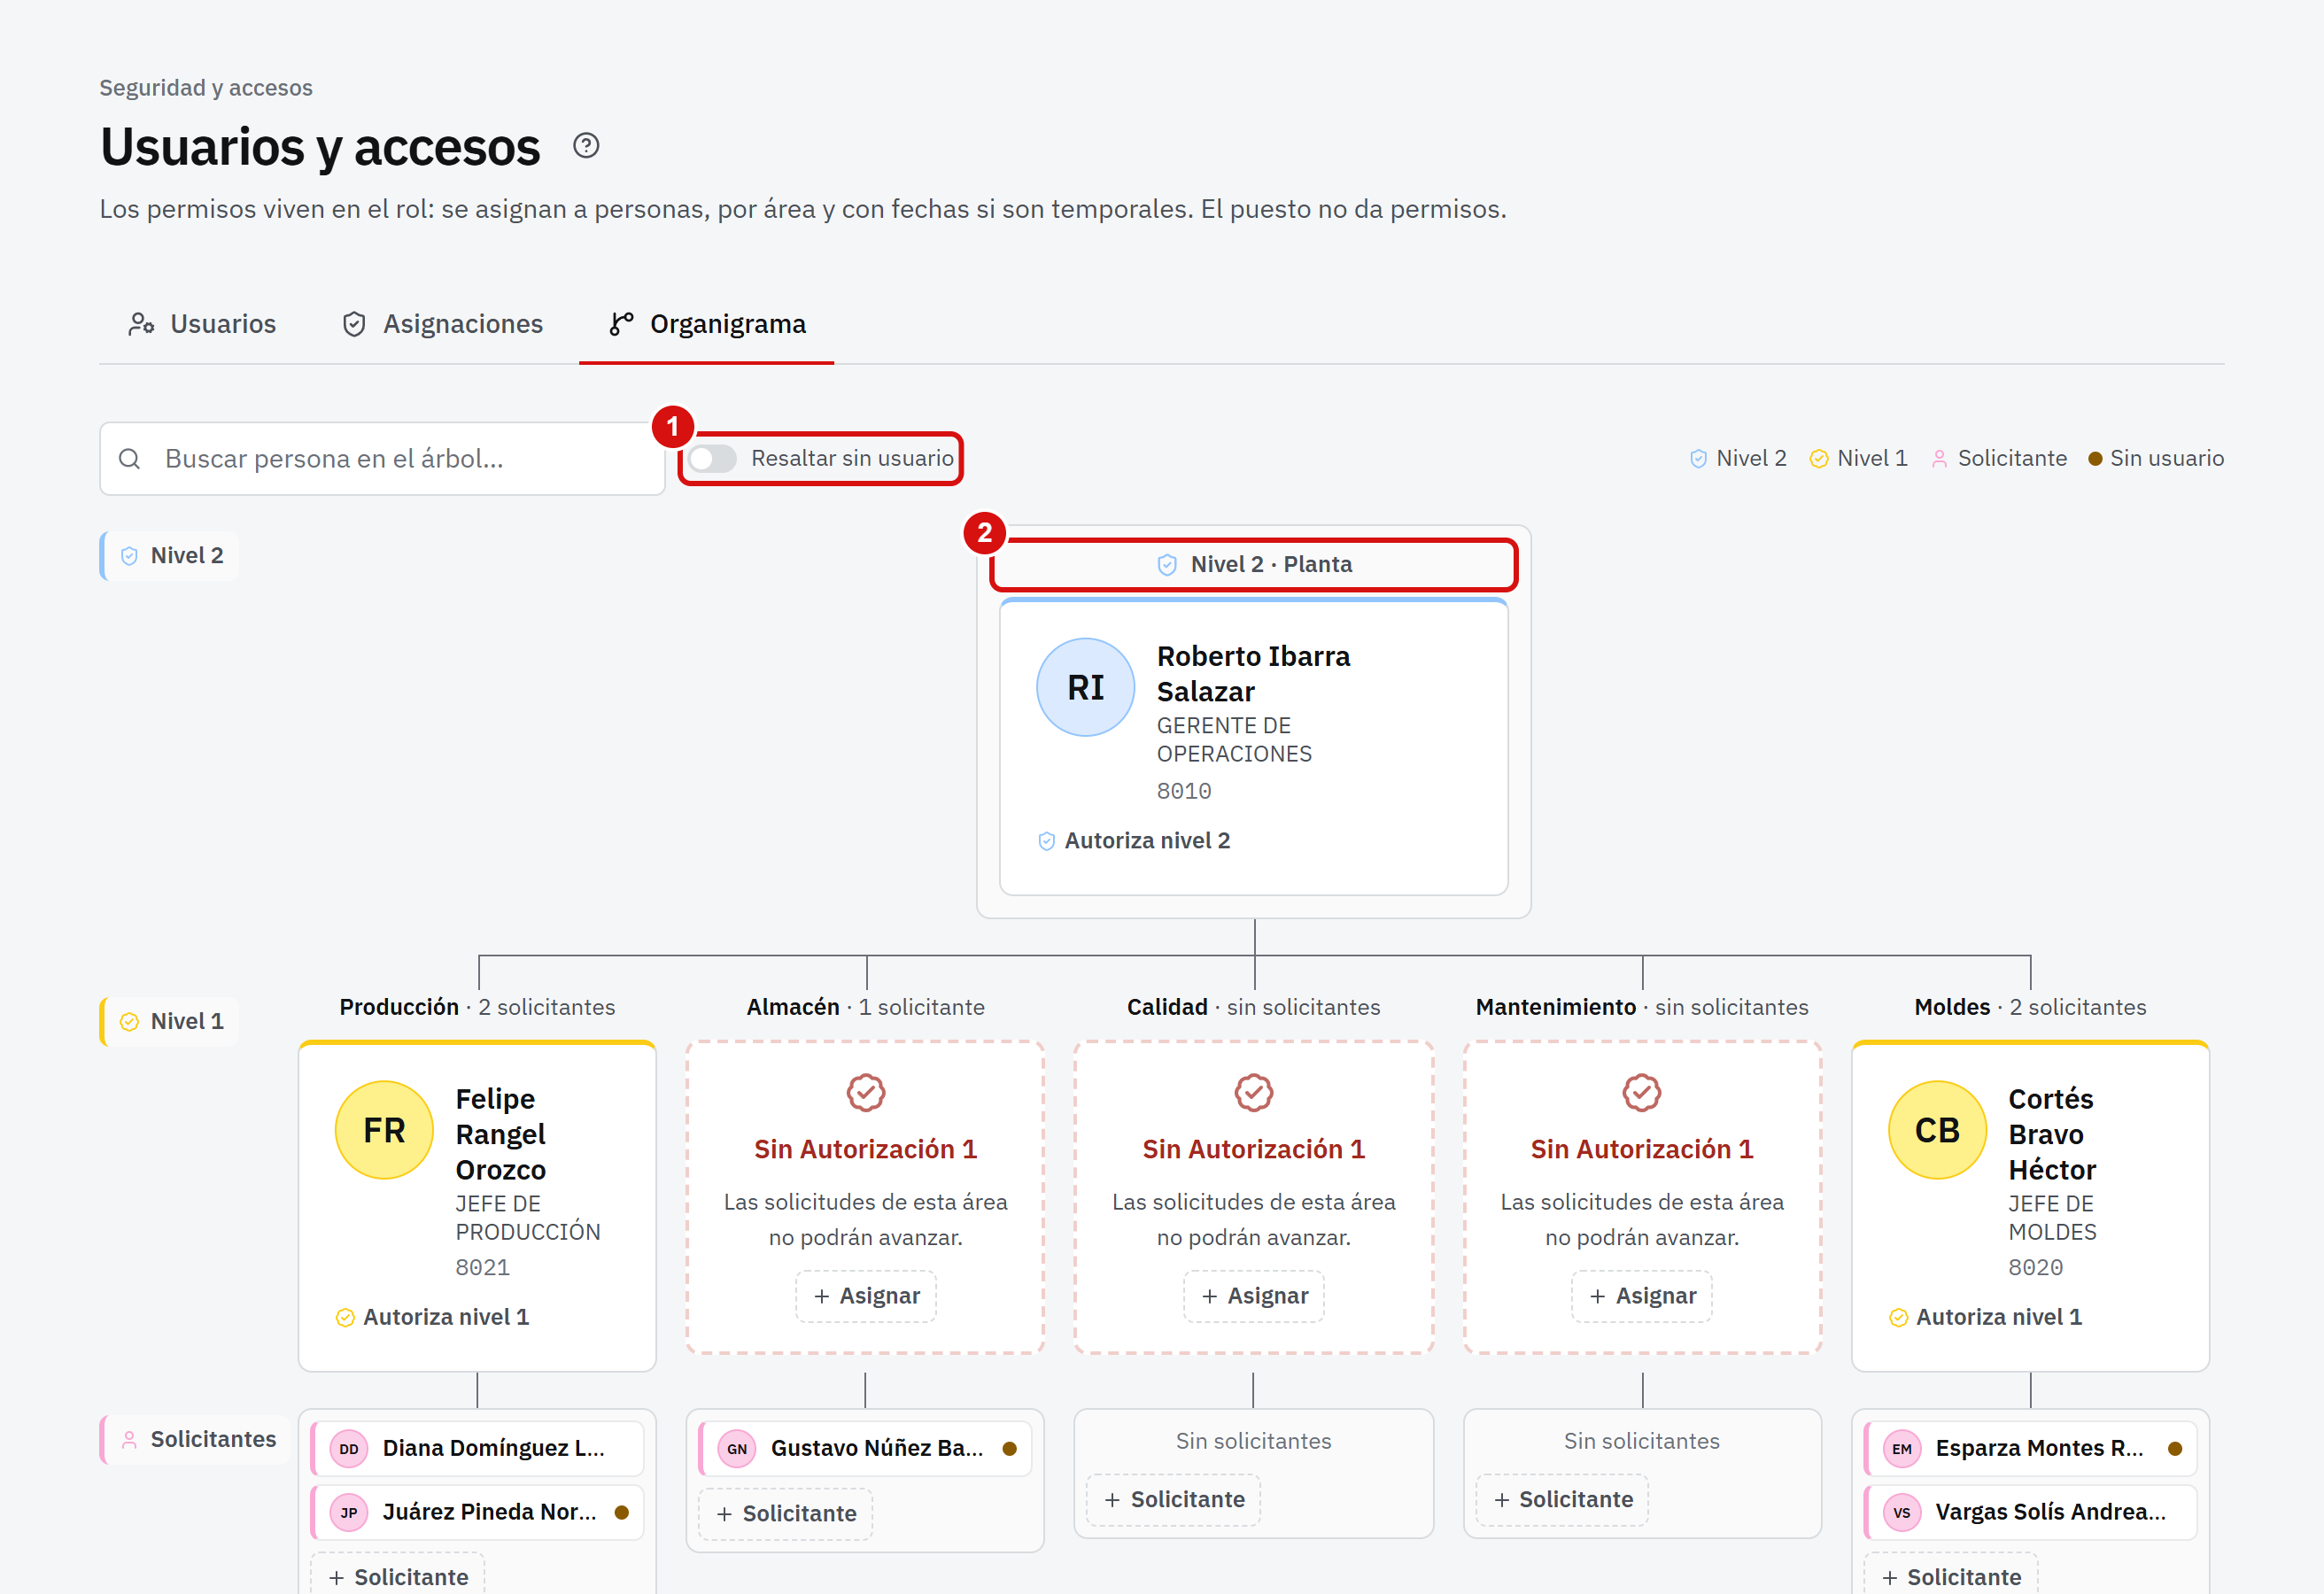 Seguridad y accesos
Usuarios y accesos
Los permisos viven en el rol: se asignan a personas, por área y con fechas si son temporales. El puesto no da permisos.
Usuarios
Asignaciones
Organigrama
Buscar persona en el árbol...
1
Resaltar sin usuario
Nivel 2
Nivel 1
Solicitante
Sin usuario
Nivel 2
2
Nivel 2 · Planta
RI
Roberto Ibarra
Salazar
GERENTE DE
OPERACIONES
8010
Autoriza nivel 2
Nivel 1
Producción · 2 solicitantes
Almacén · 1 solicitante
Calidad · sin solicitantes
Mantenimiento · sin solicitantes
Moldes · 2 solicitantes
FR
Felipe
Rangel
Orozco
JEFE DE
PRODUCCIÓN
8021
Autoriza nivel 1
Sin Autorización 1
Las solicitudes de esta área
no podrán avanzar.
+ Asignar
Sin Autorización 1
Las solicitudes de esta área
no podrán avanzar.
+ Asignar
Sin Autorización 1
Las solicitudes de esta área
no podrán avanzar.
+ Asignar
CB
Cortés
Bravo
Héctor
JEFE DE
MOLDES
8020
Autoriza nivel 1
Solicitantes
DD Diana Domínguez L...
JP Juárez Pineda Nor...
+ Solicitante
GN Gustavo Núñez Ba...
+ Solicitante
Sin solicitantes
+ Solicitante
Sin solicitantes
+ Solicitante
EM Esparza Montes R...
VS Vargas Solís Andrea...
+ Solicitante